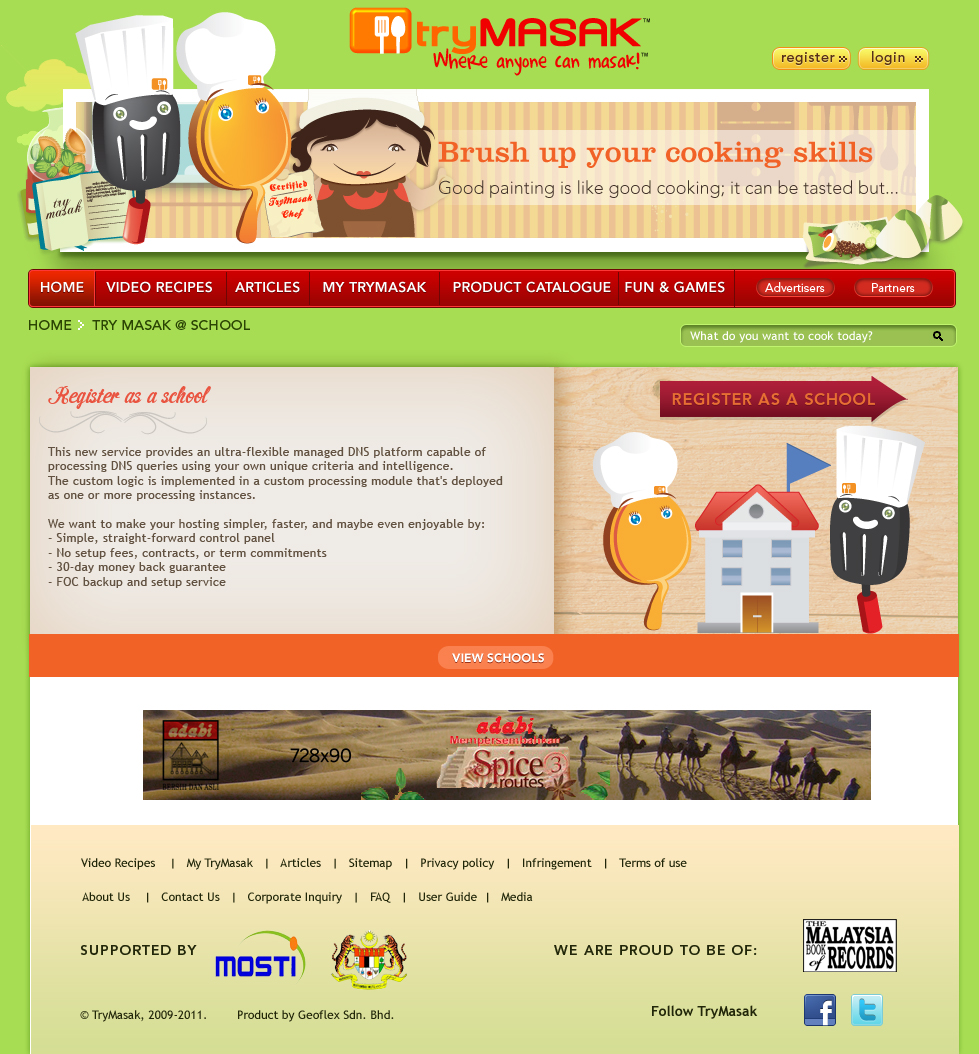 tryMASAK™
Where anyone can masak!™
register
login
try masak
Certified
TryMasak
Chef
Brush up your cooking skills
Good painting is like good cooking; it can be tasted but...
HOME VIDEO RECIPES ARTICLES MY TRYMASAK PRODUCT CATALOGUE FUN & GAMES Advertisers Partners
HOME TRY MASAK @ SCHOOL
What do you want to cook today?
Register as a school
REGISTER AS A SCHOOL
This new service provides an ultra-flexible managed DNS platform capable of
processing DNS queries using your own unique criteria and intelligence.
The custom logic is implemented in a custom processing module that's deployed
as one or more processing instances.
We want to make your hosting simpler, faster, and maybe even enjoyable by:
- Simple, straight-forward control panel
- No setup fees, contracts, or term commitments
- 30-day money back guarantee
- FOC backup and setup service
VIEW SCHOOLS
adabi
BERSIH DAN ASLI
728x90
adabi
Mempersembahkan
Spice 3
routes
Video Recipes | My TryMasak | Articles | Sitemap | Privacy policy | Infringement | Terms of use
About Us | Contact Us | Corporate Inquiry | FAQ | User Guide | Media
SUPPORTED BY
MOSTI
WE ARE PROUD TO BE OF:
THE
MALAYSIA
BOOK
of RECORDS
© TryMasak, 2009-2011. Product by Geoflex Sdn. Bhd.
Follow TryMasak